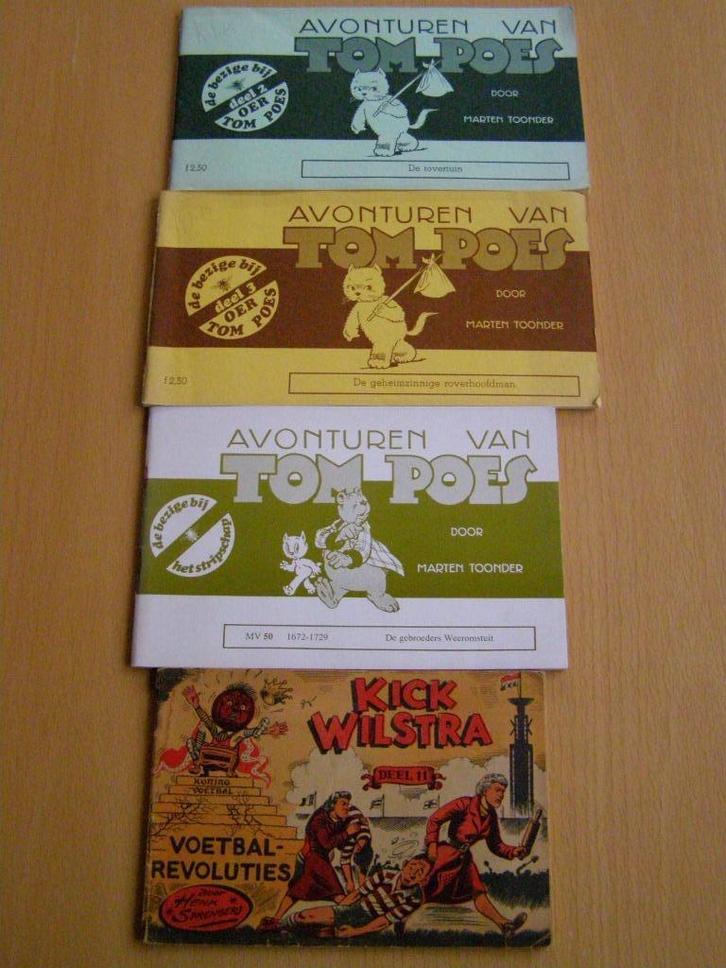 AVONTUREN VAN
TOM POES
de bezige bij
deel 2
OER
TOM POES
DOOR
MARTEN TOONDER
f 2,50
De tovertuin
AVONTUREN VAN
TOM POES
de bezige bij
deel 3
OER
TOM POES
DOOR
MARTEN TOONDER
f 2,50
De geheimzinnige roverhoofdman
AVONTUREN VAN
TOM POES
de bezige bij
het stripschap
DOOR
MARTEN TOONDER
MV 50 1672-1729 De gebroeders Weeromstuit
KICK
WILSTRA
DEEL 11
KONING
VOETBAL
VOETBAL-
REVOLUTIES
door
HENK
SPRENGERS